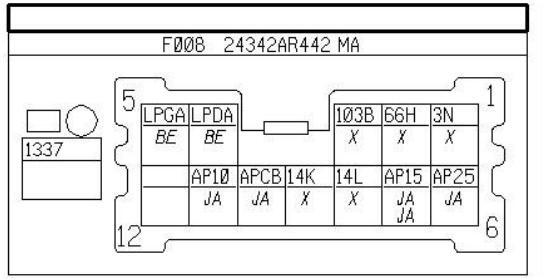 F008 24342AR442 MA
5 1
LPGA LPDA 103B 66H 3N
BE BE X X X
1337
AP10 APCB 14K 14L AP15 AP25
JA JA X X JA JA
JA
12 6